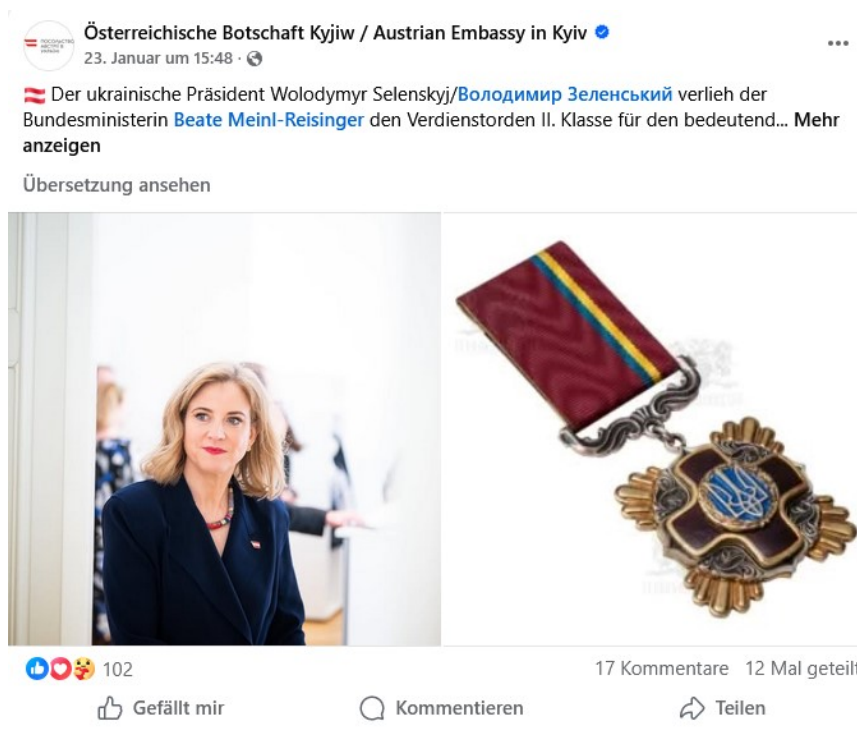 Österreichische Botschaft Kyjiw / Austrian Embassy in Kyiv
23. Januar um 15:48 ·
Der ukrainische Präsident Wolodymyr Selenskyj/Володимир Зеленський verlieh der
Bundesministerin Beate Meinl-Reisinger den Verdienstorden II. Klasse für den bedeutend... Mehr
anzeigen
Übersetzung ansehen
102
17 Kommentare 12 Mal geteilt
Gefällt mir
Kommentieren
Teilen